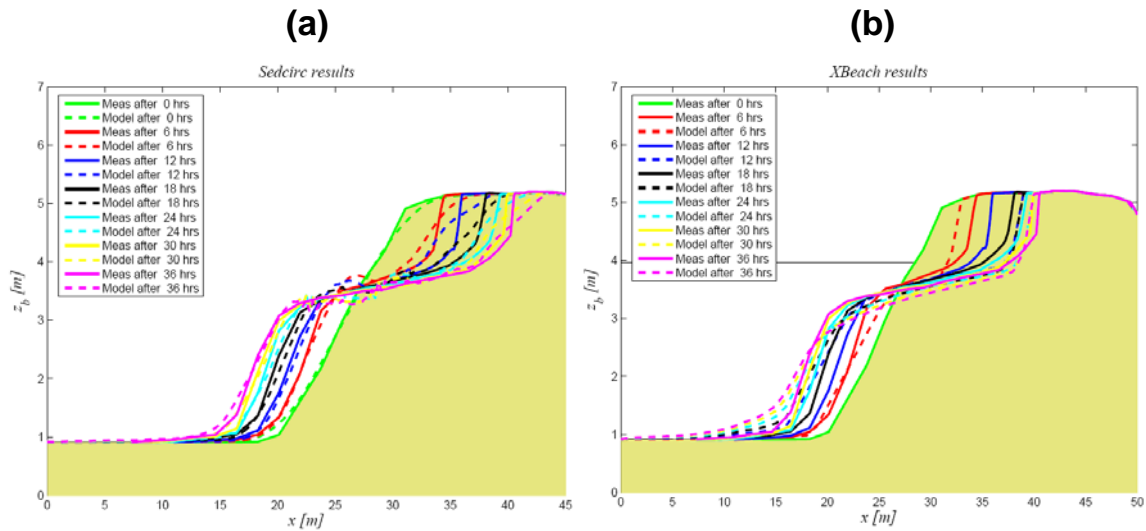 (a)
Sedcirc results
7
6
5
4
3
2
1
0
z_b [m]
Meas after 0 hrs
Model after 0 hrs
Meas after 6 hrs
Model after 6 hrs
Meas after 12 hrs
Model after 12 hrs
Meas after 18 hrs
Model after 18 hrs
Meas after 24 hrs
Model after 24 hrs
Meas after 30 hrs
Model after 30 hrs
Meas after 36 hrs
Model after 36 hrs
0 5 10 15 20 25 30 35 40 45
x [m]
(b)
XBeach results
7
6
5
4
3
2
1
0
z_b [m]
Meas after 0 hrs
Meas after 6 hrs
Model after 6 hrs
Meas after 12 hrs
Model after 12 hrs
Meas after 18 hrs
Model after 18 hrs
Meas after 24 hrs
Model after 24 hrs
Meas after 30 hrs
Model after 30 hrs
Meas after 36 hrs
Model after 36 hrs
0 5 10 15 20 25 30 35 40 45 50
x [m]